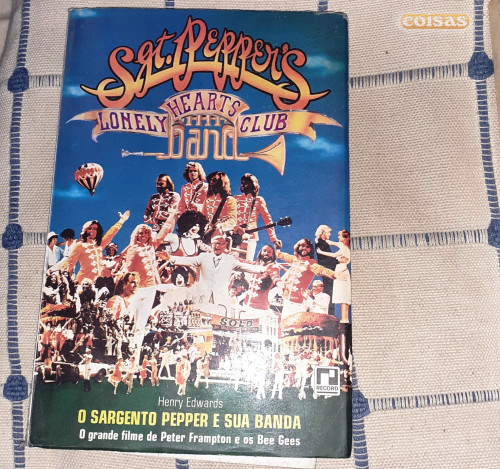 coisas
Sgt. Pepper's
HEARTS
LONELY CLUB
band
GOLD
RECORD
Henry Edwards
O SARGENTO PEPPER E SUA BANDA
O grande filme de Peter Frampton e os Bee Gees